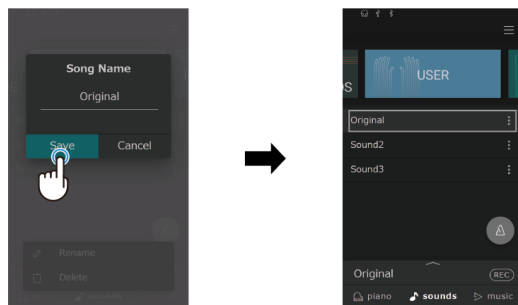 Song Name
Original
Save Cancel
Rename
Delete
S
USER
Original
Sound2
Sound3
Original REC
piano sounds music